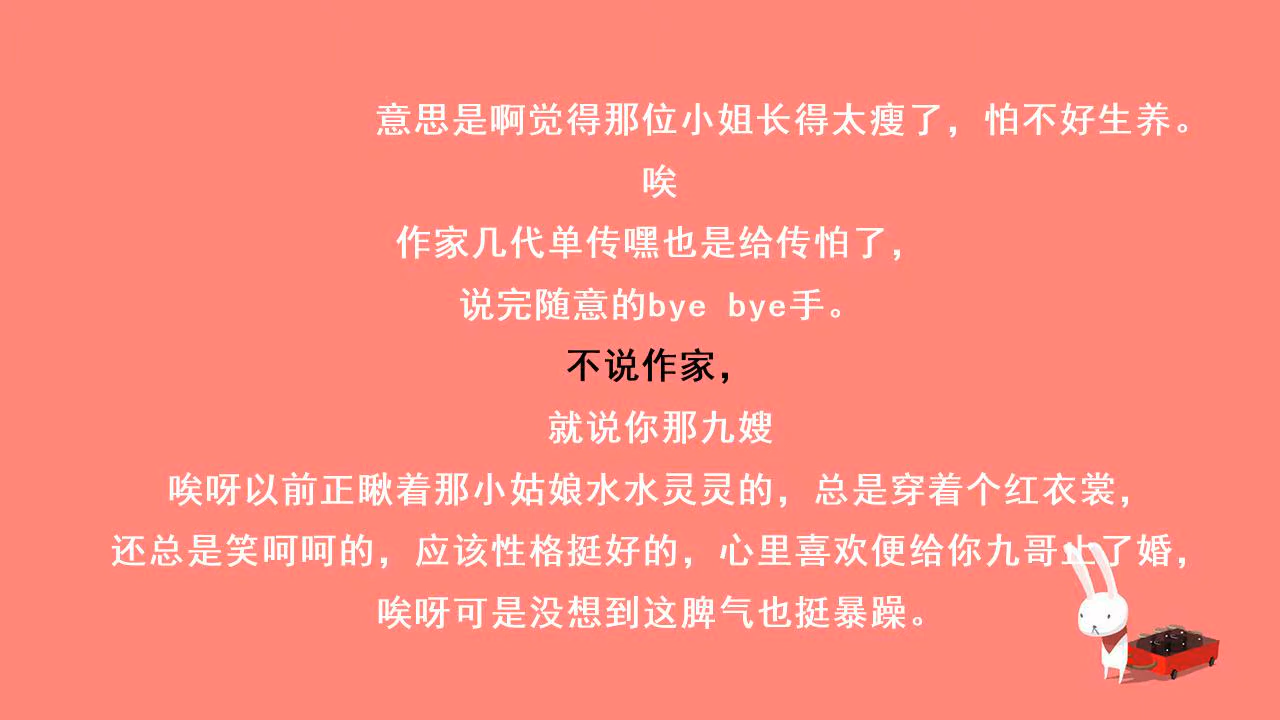 意思是啊觉得那位小姐长得太瘦了，怕不好生养。
唉
作家几代单传嘿也是给传怕了，
说完随意的bye bye手。
不说作家，
就说你那九嫂
唉呀以前正瞅着那小姑娘水水灵灵的，总是穿着个红衣裳，
还总是笑呵呵的，应该性格挺好的，心里喜欢便给你九哥止了婚，
唉呀可是没想到这脾气也挺暴躁。